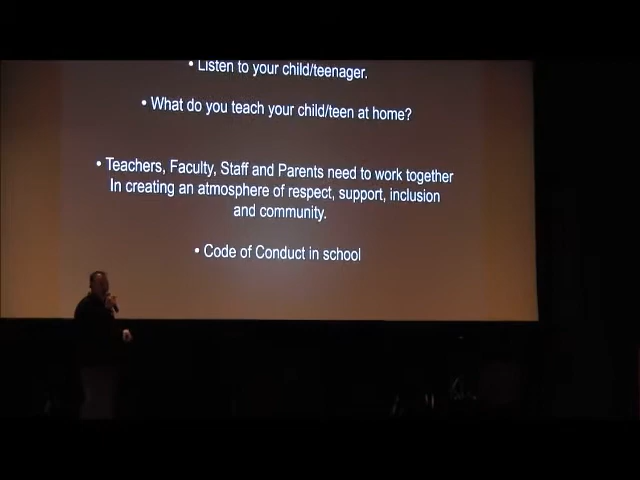 • Listen to your child/teenager.
• What do you teach your child/teen at home?
• Teachers, Faculty, Staff and Parents need to work together
In creating an atmosphere of respect, support, inclusion
and community.
• Code of Conduct in school